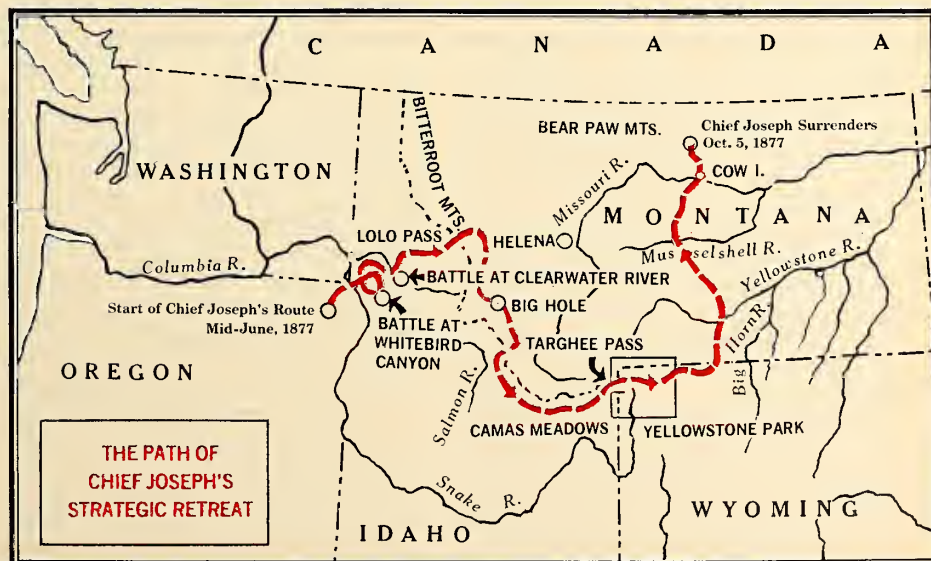 C A N A D A
BITTERROOT MTS.
BEAR PAW MTS.
Chief Joseph Surrenders
Oct. 5, 1877
COW I.
WASHINGTON
Missouri R.
MONTANA
LOLO PASS
HELENA
Musselshell R.
Yellowstone R.
Columbia R.
BATTLE AT CLEARWATER RIVER
Start of Chief Joseph's Route
Mid-June, 1877
BIG HOLE
BATTLE AT
WHITEBIRD
CANYON
TARGHEE PASS
Big Horn R.
OREGON
Salmon R.
CAMAS MEADOWS
YELLOWSTONE PARK
THE PATH OF
CHIEF JOSEPH'S
STRATEGIC RETREAT
Snake R.
IDAHO
WYOMING